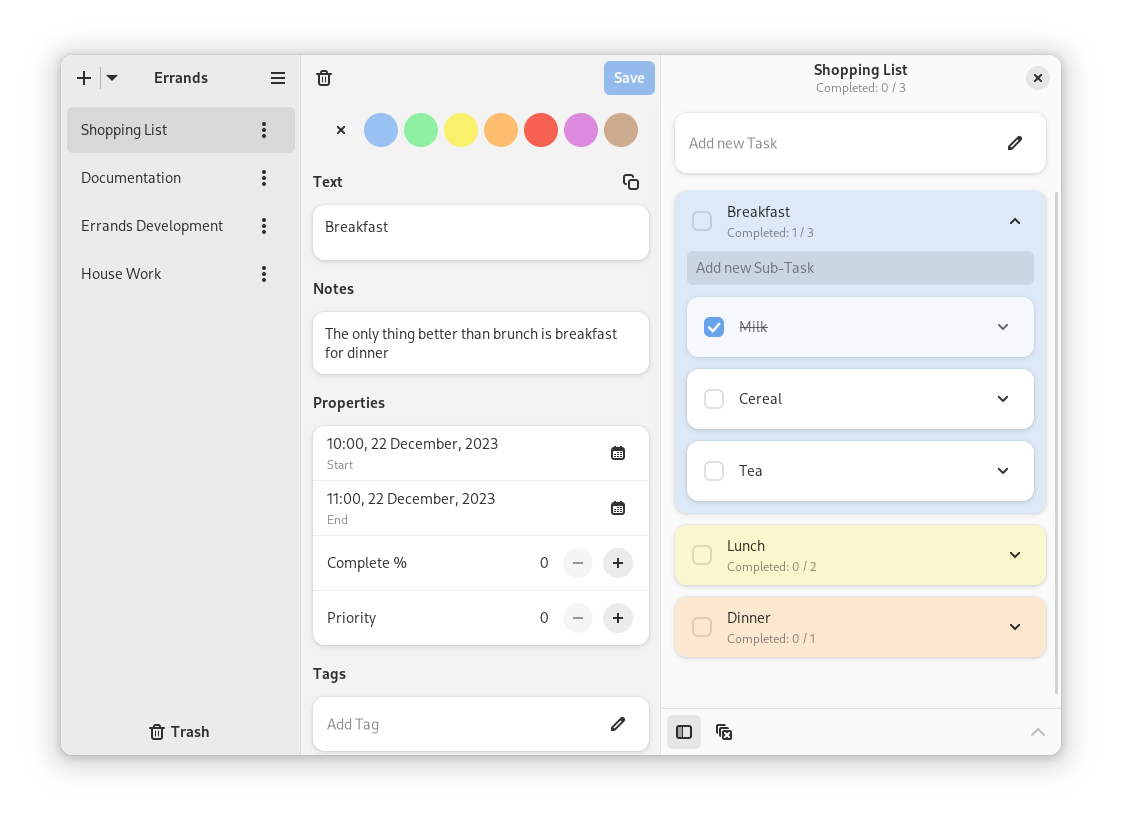 Errands
Shopping List
Documentation
Errands Development
House Work
Trash
Save
Text
Breakfast
Notes
The only thing better than brunch is breakfast
for dinner
Properties
10:00, 22 December, 2023
Start
11:00, 22 December, 2023
End
Complete % 0
Priority 0
Tags
Add Tag
Shopping List
Completed: 0 / 3
Add new Task
Breakfast
Completed: 1 / 3
Add new Sub-Task
Milk
Cereal
Tea
Lunch
Completed: 0 / 2
Dinner
Completed: 0 / 1